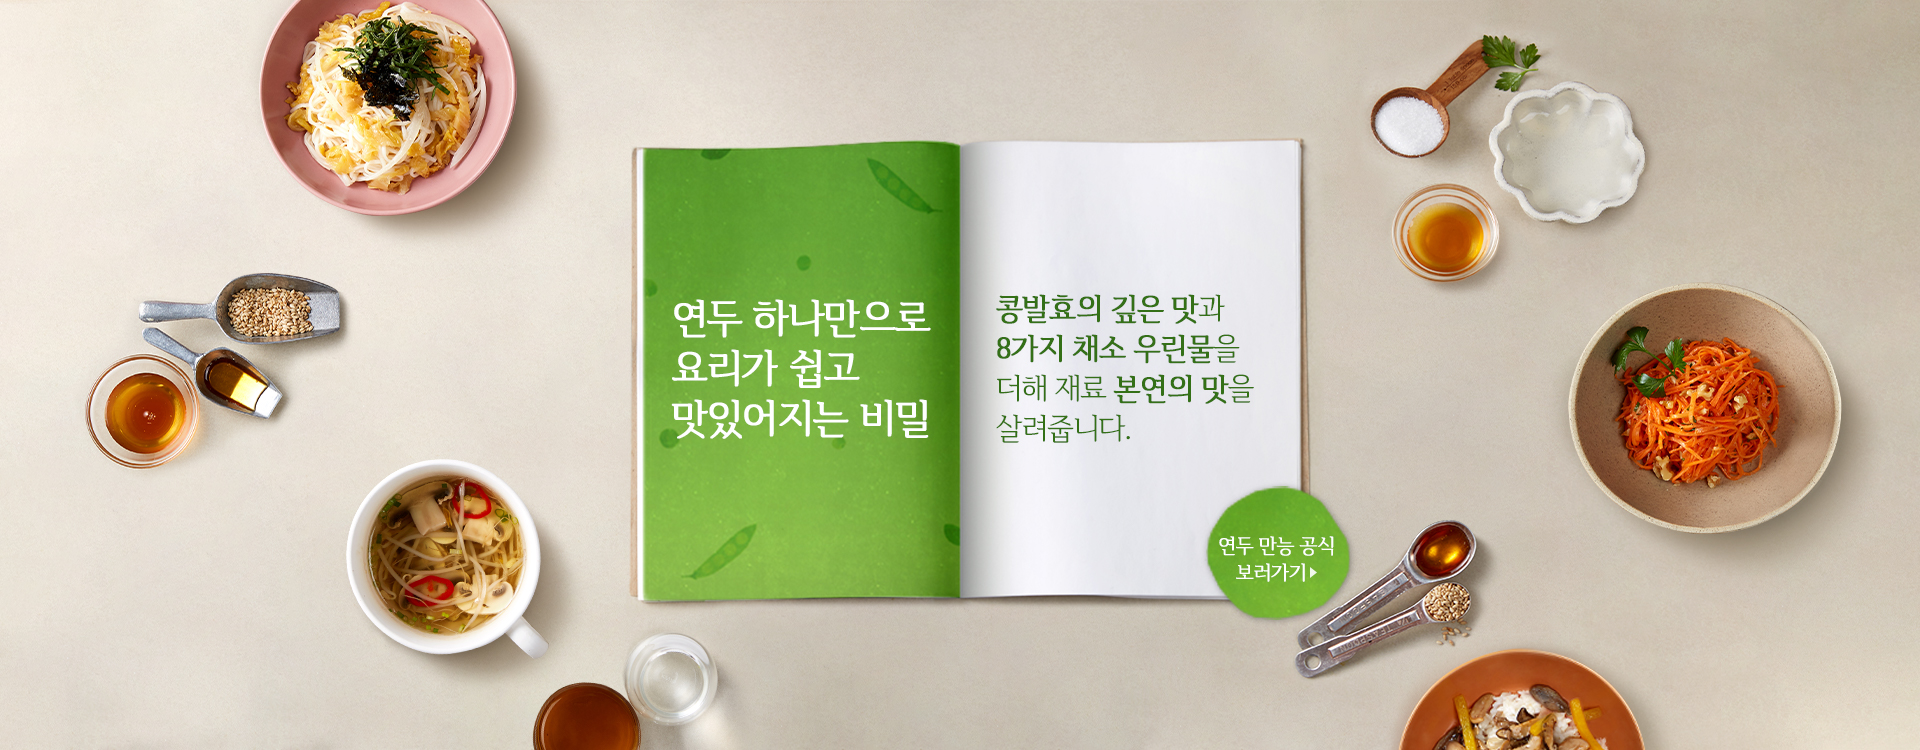 연두 하나만으로
요리가 쉽고
맛있어지는 비밀
콩발효의 깊은 맛과
8가지 채소 우린물을
더해 재료 본연의 맛을
살려줍니다.
연두 만능 공식
보러가기▶